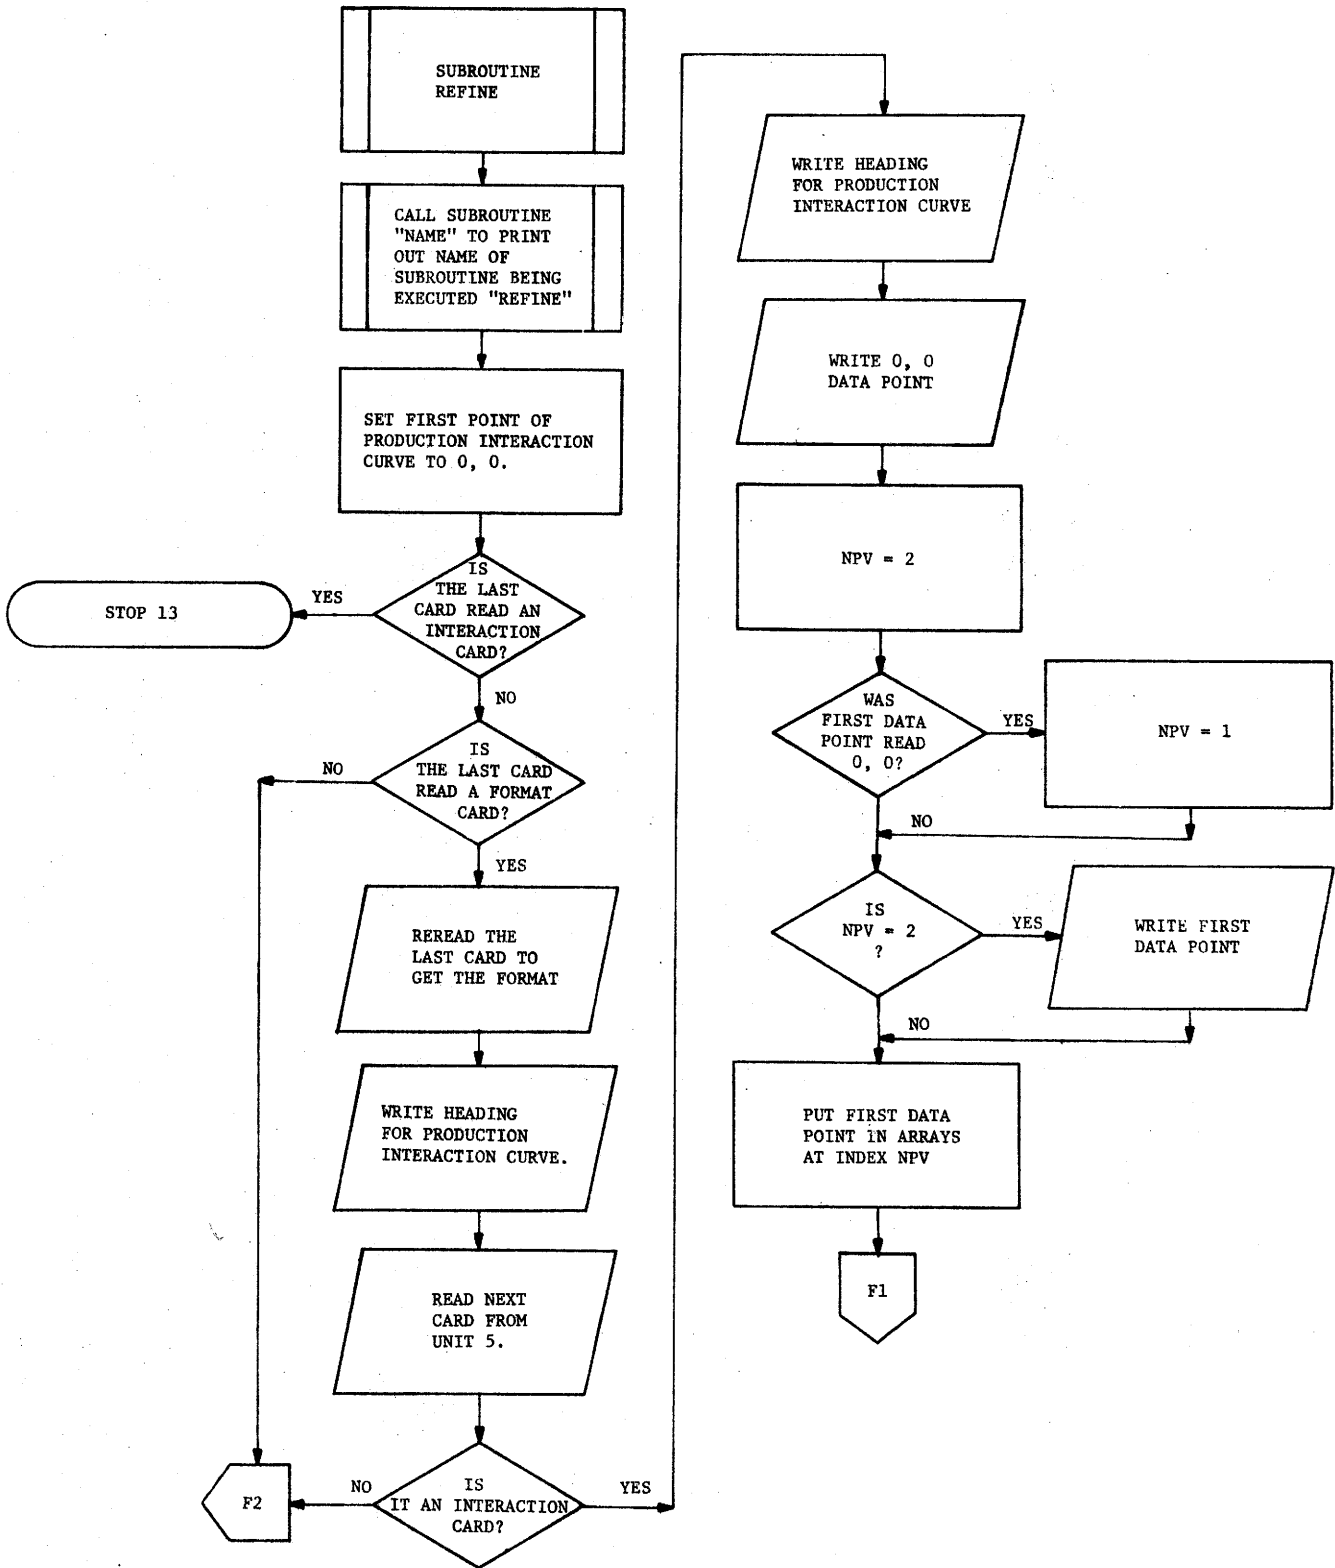 SUBROUTINE
REFINE
CALL SUBROUTINE
"NAME" TO PRINT
OUT NAME OF
SUBROUTINE BEING
EXECUTED "REFINE"
SET FIRST POINT OF
PRODUCTION INTERACTION
CURVE TO 0, 0.
IS
THE LAST
CARD READ AN
INTERACTION
CARD?
YES
STOP 13
NO
IS
THE LAST CARD
READ A FORMAT
CARD?
NO
YES
REREAD THE
LAST CARD TO
GET THE FORMAT
WRITE HEADING
FOR PRODUCTION
INTERACTION CURVE.
READ NEXT
CARD FROM
UNIT 5.
IS
IT AN INTERACTION
CARD?
NO
F2
YES
WRITE HEADING
FOR PRODUCTION
INTERACTION CURVE
WRITE 0, 0
DATA POINT
NPV = 2
WAS
FIRST DATA
POINT READ
0, 0?
YES
NPV = 1
NO
IS
NPV = 2
?
YES
WRITE FIRST
DATA POINT
NO
PUT FIRST DATA
POINT IN ARRAYS
AT INDEX NPV
F1